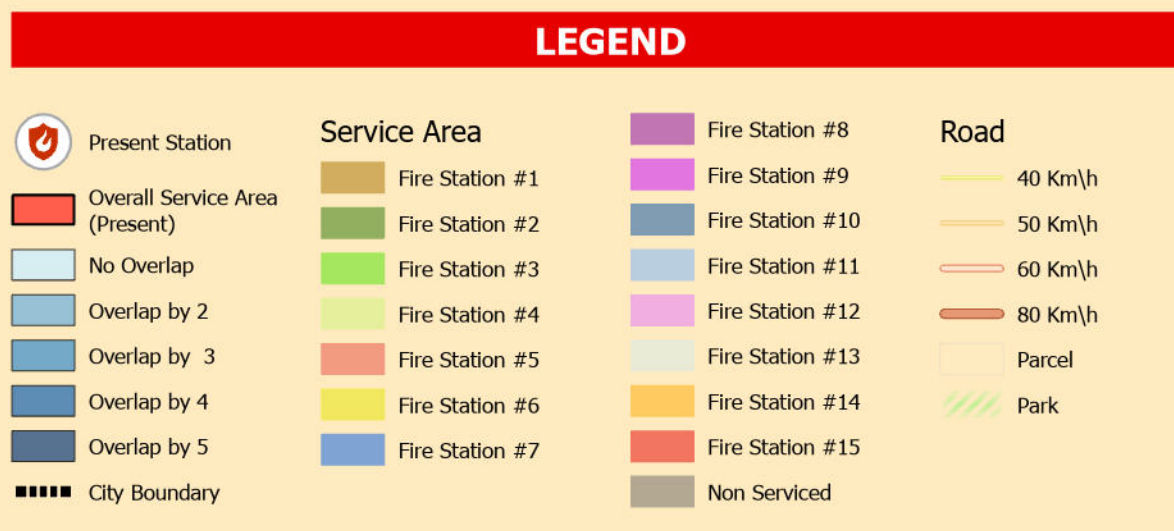 LEGEND
Present Station
Overall Service Area
(Present)
No Overlap
Overlap by 2
Overlap by  3
Overlap by 4
Overlap by 5
City Boundary
Service Area
Fire Station #1
Fire Station #2
Fire Station #3
Fire Station #4
Fire Station #5
Fire Station #6
Fire Station #7
Fire Station #8
Fire Station #9
Fire Station #10
Fire Station #11
Fire Station #12
Fire Station #13
Fire Station #14
Fire Station #15
Non Serviced
Road
40 Km\h
50 Km\h
60 Km\h
80 Km\h
Parcel
Park